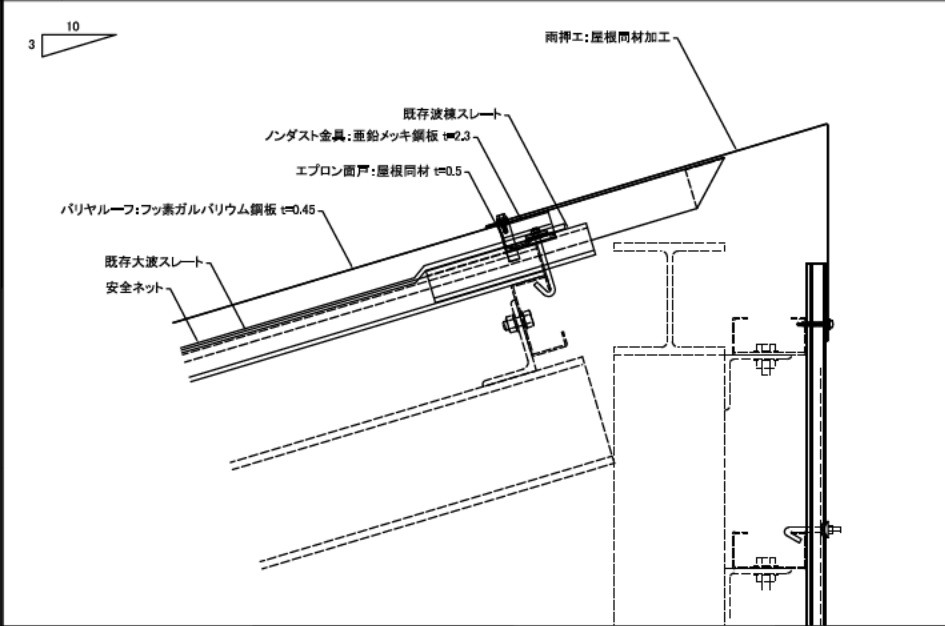 10
3
雨押エ:屋根同材加工
既存波棟スレート
ノンダスト金具:亜鉛メッキ鋼板 t=2.3
エプロン面戸:屋根同材 t=0.5
バリヤルーフ:フッ素ガルバリウム鋼板 t=0.45
既存大波スレート
安全ネット